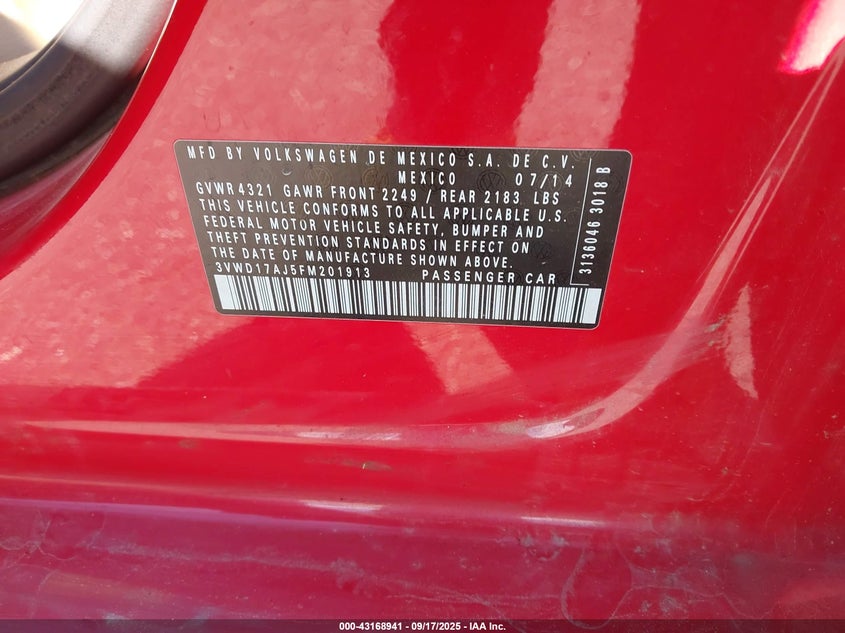 MFD BY VOLKSWAGEN DE MEXICO S.A. DE C.V.
MEXICO 07/14
GVWR 4321 GAWR FRONT 2249 / REAR 2183 LBS
THIS VEHICLE CONFORMS TO ALL APPLICABLE U.S.
FEDERAL MOTOR VEHICLE SAFETY, BUMPER AND
THEFT PREVENTION STANDARDS IN EFFECT ON
THE DATE OF MANUFACTURE SHOWN ABOVE.
3VWD17AJ5FM201913 PASSENGER CAR
3136046 3018 B
000-43168941 - 09/17/2025 - IAA Inc.